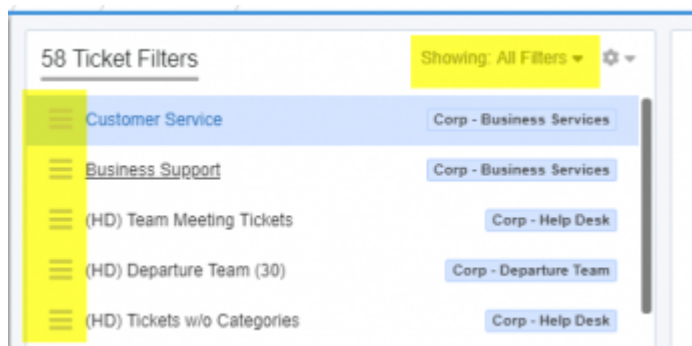 58 Ticket Filters Showing: All Filters
Customer Service Corp - Business Services
Business Support Corp - Business Services
(HD) Team Meeting Tickets Corp - Help Desk
(HD) Departure Team (30) Corp - Departure Team
(HD) Tickets w/o Categories Corp - Help Desk